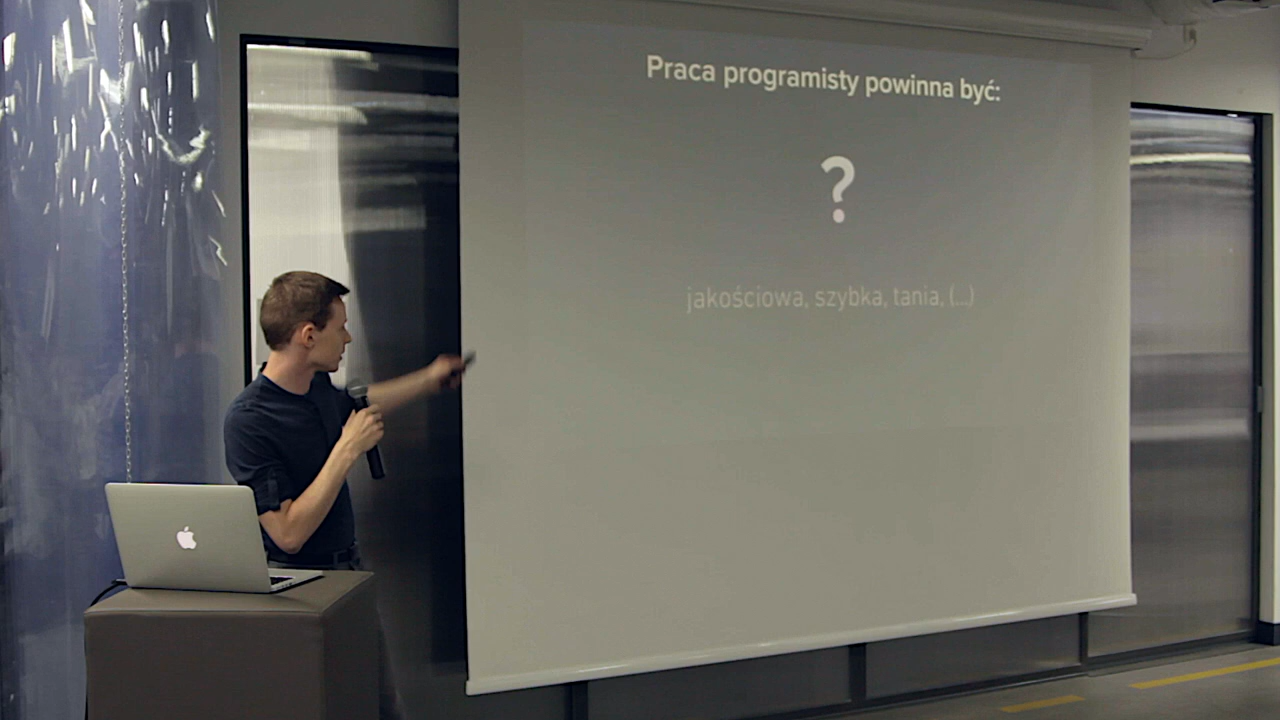 Praca programisty powinna być:
?
jakościowa, szybka, tania, (...)